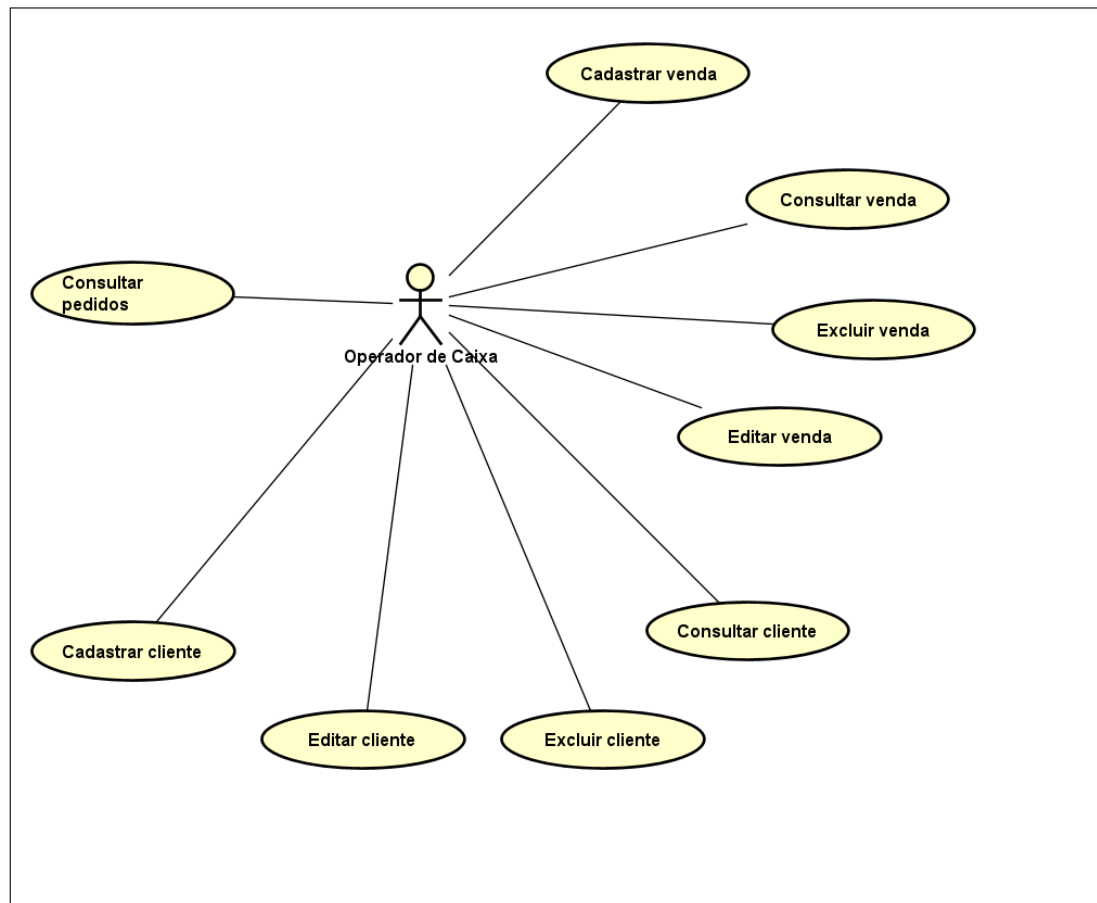 Cadastrar venda
Consultar venda
Consultar
pedidos
Excluir venda
Operador de Caixa
Editar venda
Consultar cliente
Cadastrar cliente
Editar cliente
Excluir cliente